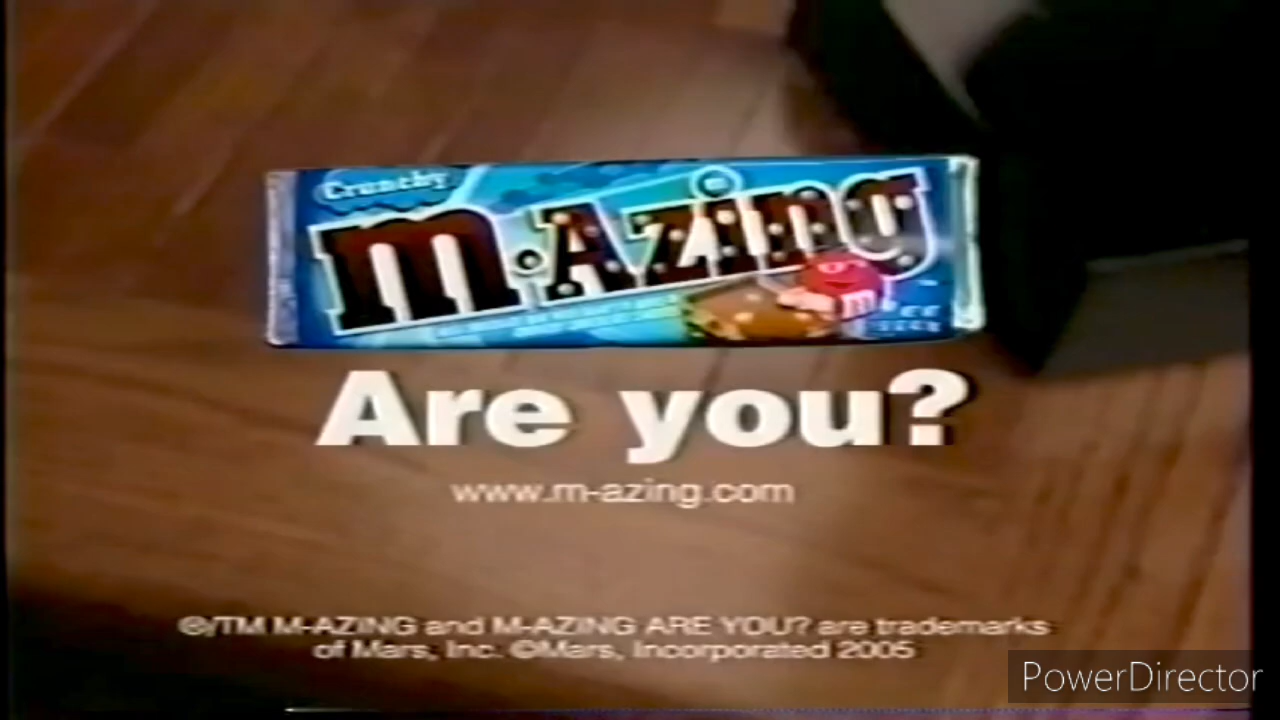 Crunchy
m·Azing
m
Are you?
www.m-azing.com
®/TM M-AZING and M-AZING ARE YOU? are trademarks
of Mars, Inc. ©Mars, Incorporated 2005
PowerDirector